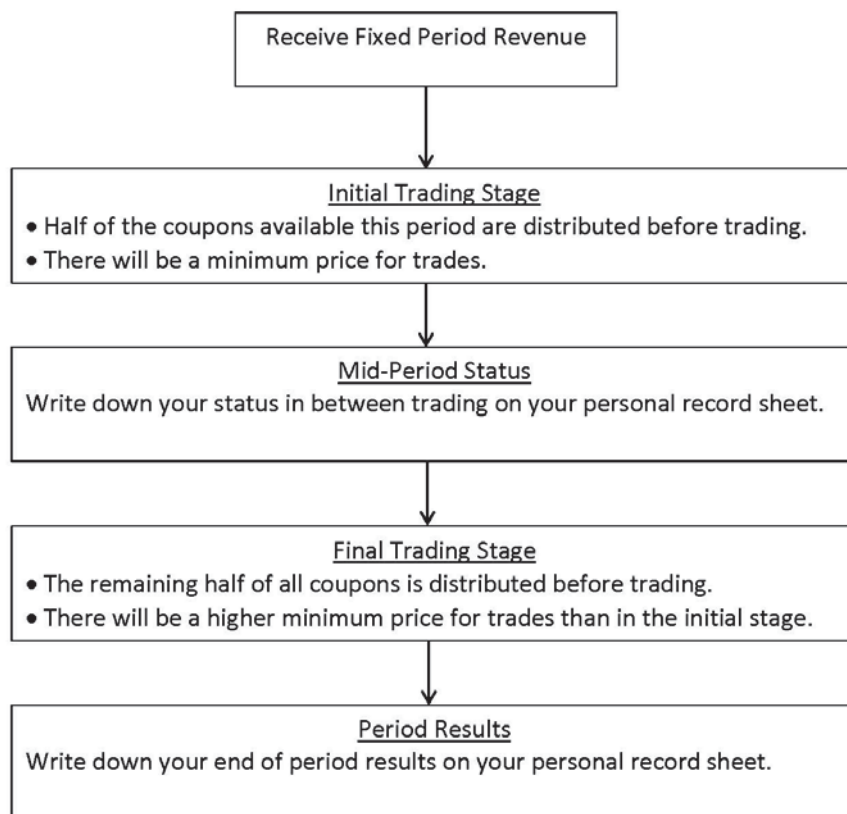 Receive Fixed Period Revenue
Initial Trading Stage
• Half of the coupons available this period are distributed before trading.
• There will be a minimum price for trades.
Mid-Period Status
Write down your status in between trading on your personal record sheet.
Final Trading Stage
• The remaining half of all coupons is distributed before trading.
• There will be a higher minimum price for trades than in the initial stage.
Period Results
Write down your end of period results on your personal record sheet.